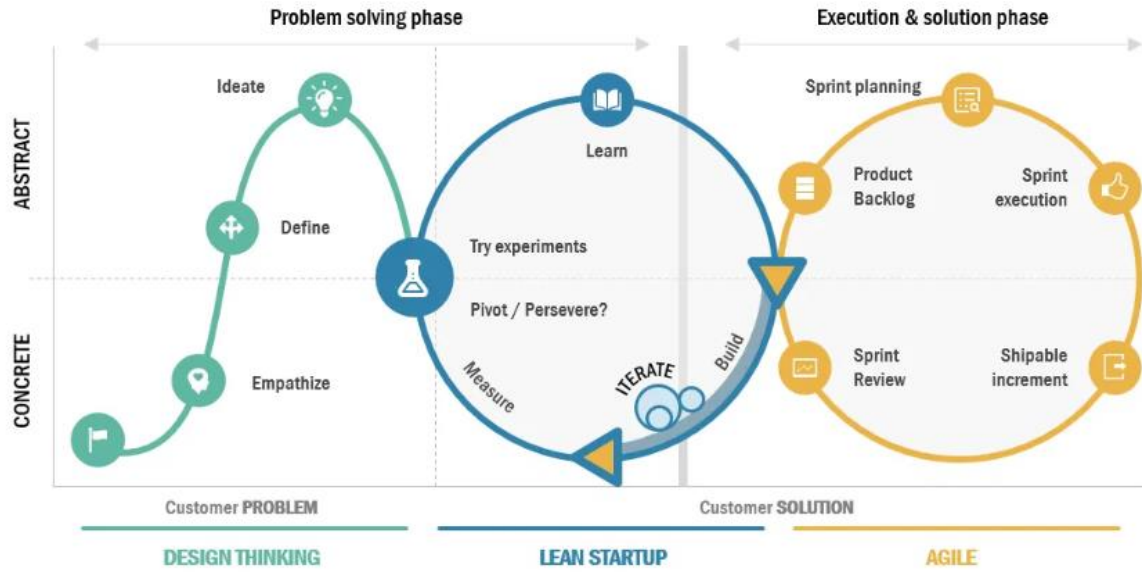 Problem solving phase
Execution & solution phase
ABSTRACT
CONCRETE
Ideate
Define
Empathize
Learn
Try experiments
Pivot / Persevere?
Measure
ITERATE
Build
Sprint planning
Product
Backlog
Sprint
execution
Sprint
Review
Shipable
increment
Customer PROBLEM
Customer SOLUTION
DESIGN THINKING
LEAN STARTUP
AGILE